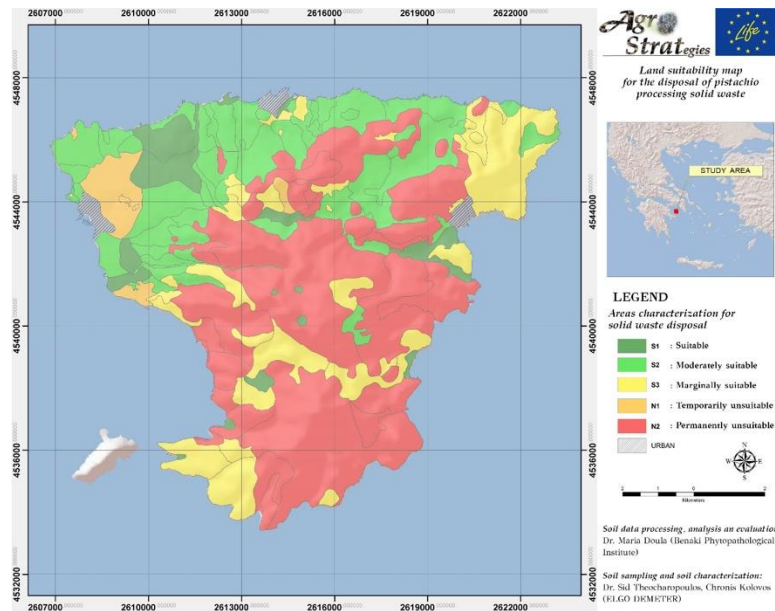 2607000
2610000
2613000
2616000
2619000
2622000
4548000
4548000
4544000
4544000
4540000
4540000
4536000
4536000
4532000
4532000
2607000
2610000
2613000
2616000
2619000
2622000
Agro
Strategies
Life
Land suitability map
for the disposal of pistachio
processing solid waste
STUDY AREA
LEGEND
Areas characterization for
solid waste disposal
S1 : Suitable
S2 : Moderately suitable
S3 : Marginally suitable
N1 : Temporarily unsuitable
N2 : Permanently unsuitable
URBAN
N
W E
S
2 1 0 2
Kilometers
Soil data processing, analysis an evaluation
Dr. Maria Doula (Benaki Phytopathological
Institute)
Soil sampling and soil characterization:
Dr. Sid Theocharopoulos, Chronis Kolovos
(ELGO DEMETER)